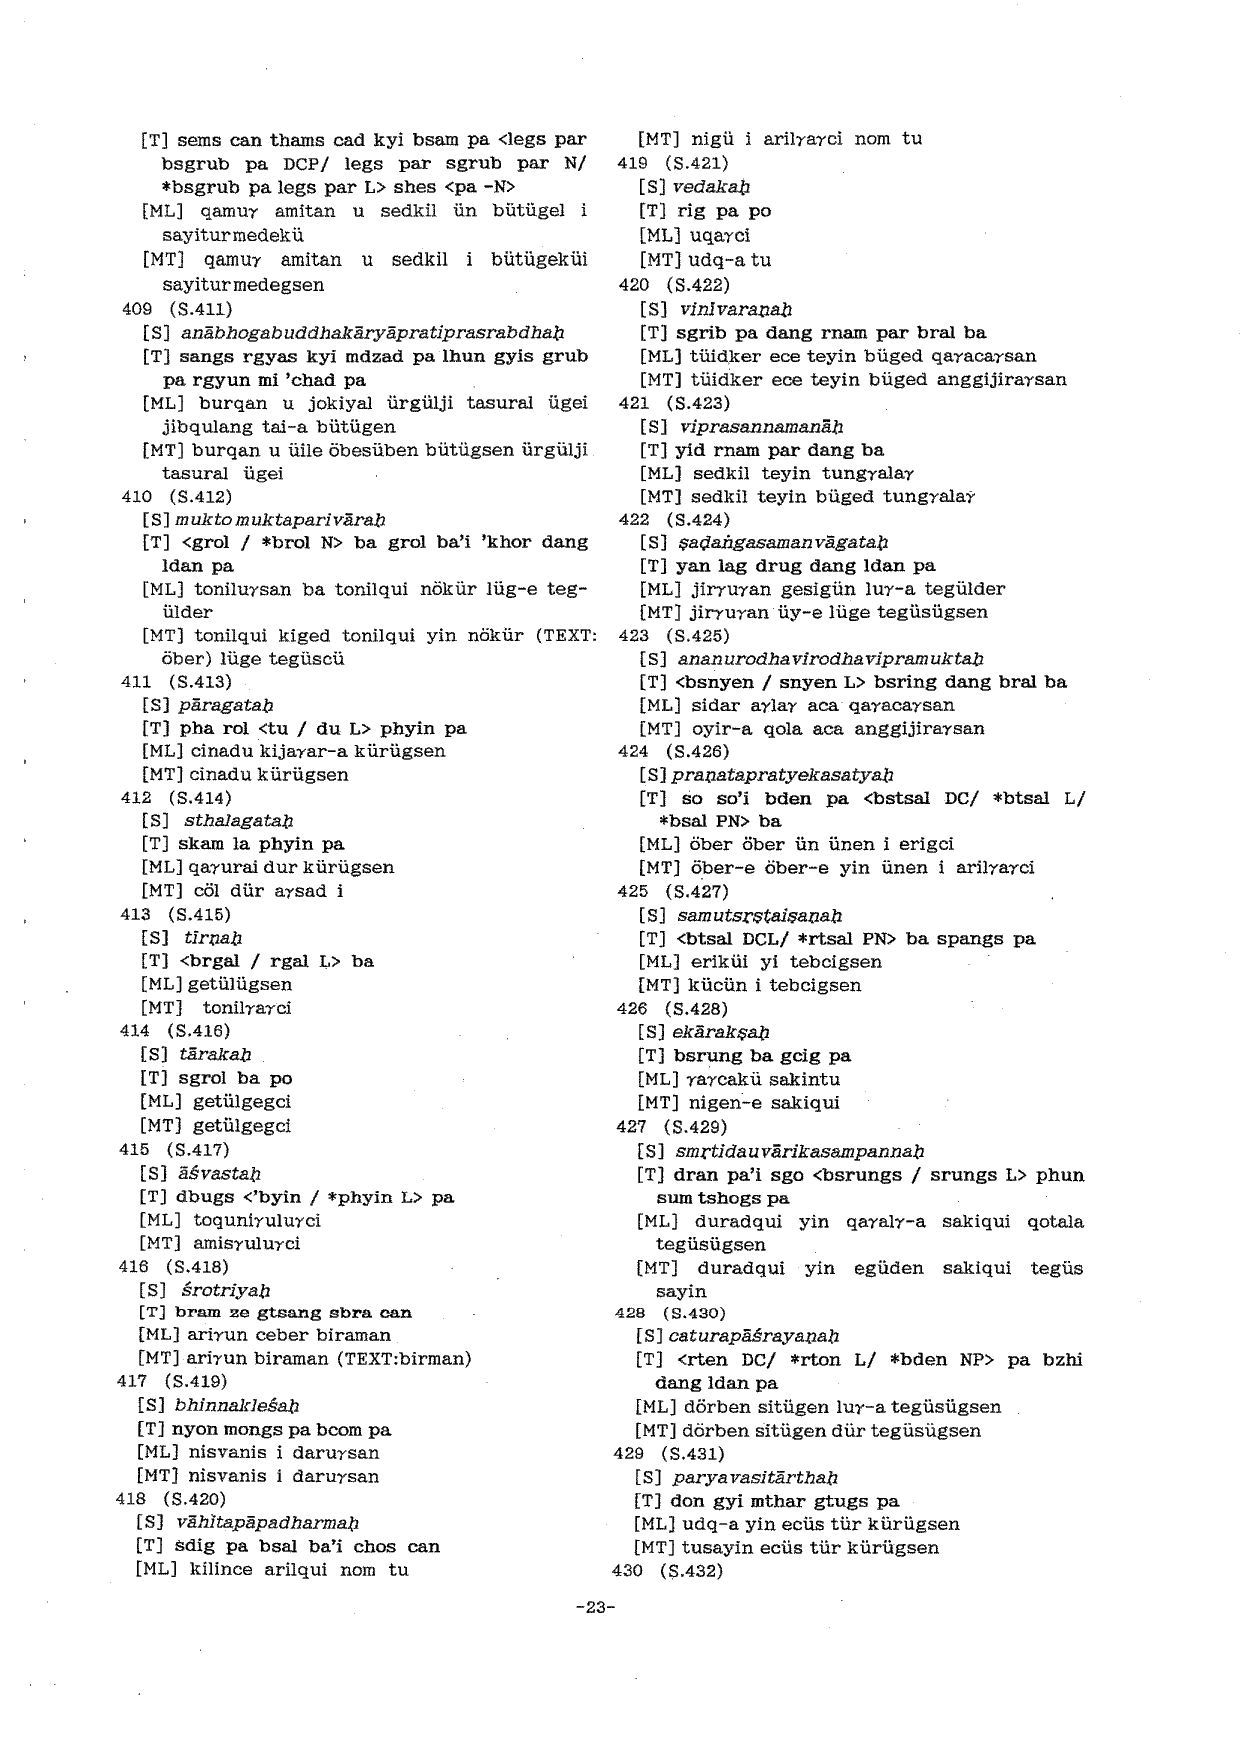 [T] sems can thams cad kyi bsam pa <legs par
bsgrub pa DCP/ legs par sgrub par N/
*bsgrub pa legs par L> shes <pa -N>
[ML] qamuγ amitan u sedkil ün bütügel i
sayitur medekü
[MT] qamuγ amitan u sedkil i bütügeküi
sayitur medegsen
409 (S.411)
[S] anābhogabuddhakāryāpratiprasrabdhaḥ
[T] sangs rgyas kyi mdzad pa lhun gyis grub
pa rgyun mi 'chad pa
[ML] burqan u jokiyal ürgülji tasural ügei
jibqulang tai-a bütügen
[MT] burqan u üile öbesüben bütügsen ürgülji
tasural ügei
410 (S.412)
[S] mukto muktaparivāraḥ
[T] <grol / *brol N> ba grol ba'i 'khor dang
ldan pa
[ML] toniluγsan ba tonilqui nökür lüg-e teg-
ülder
[MT] tonilqui kiged tonilqui yin nökür (TEXT:
öber) lüge tegüscü
411 (S.413)
[S] pāragataḥ
[T] pha rol <tu / du L> phyin pa
[ML] cinadu kijaγar-a kürügsen
[MT] cinadu kürügsen
412 (S.414)
[S] sthalagataḥ
[T] skam la phyin pa
[ML] qaγurai dur kürügsen
[MT] cöl dür aγsad i
413 (S.415)
[S] tīrṇaḥ
[T] <brgal / rgal L> ba
[ML] getülügsen
[MT] tonilγaγci
414 (S.416)
[S] tārakaḥ
[T] sgrol ba po
[ML] getülgegci
[MT] getülgegci
415 (S.417)
[S] āśvastaḥ
[T] dbugs <'byin / *phyin L> pa
[ML] toquniγuluγci
[MT] amisγuluγci
416 (S.418)
[S] śrotriyaḥ
[T] bram ze gtsang sbra can
[ML] ariγun ceber biraman
[MT] ariγun biraman (TEXT:birman)
417 (S.419)
[S] bhinnakleśaḥ
[T] nyon mongs pa bcom pa
[ML] nisvanis i daruγsan
[MT] nisvanis i daruγsan
418 (S.420)
[S] vāhitapāpadharmaḥ
[T] sdig pa bsal ba'i chos can
[ML] kilince arilqui nom tu
[MT] nigü i arilγaγci nom tu
419 (S.421)
[S] vedakaḥ
[T] rig pa po
[ML] uqaγci
[MT] udq-a tu
420 (S.422)
[S] vinivaraṇaḥ
[T] sgrib pa dang rnam par bral ba
[ML] tüidker ece teyin büged qaγacaγsan
[MT] tüidker ece teyin büged anggijiraγsan
421 (S.423)
[S] viprasannamanāḥ
[T] yid rnam par dang ba
[ML] sedkil teyin tungγalaγ
[MT] sedkil teyin büged tungγalaγ
422 (S.424)
[S] ṣaḍaṅgasamanvāgataḥ
[T] yan lag drug dang ldan pa
[ML] jirγuγan gesigün luγ-a tegülder
[MT] jirγuγan üy-e lüge tegüsügsen
423 (S.425)
[S] ananurodhavirodhavipramuktaḥ
[T] <bsnyen / snyen L> bsring dang bral ba
[ML] sidar aγlaγ aca qaγacaγsan
[MT] oyir-a qola aca anggijiraγsan
424 (S.426)
[S] praṇatapratyekasatyaḥ
[T] so so'i bden pa <bstsal DC/ *btsal L/
*bsal PN> ba
[ML] öber öber ün ünen i erigci
[MT] öber-e öber-e yin ünen i arilγaγci
425 (S.427)
[S] samutsṛṣṭaiṣaṇaḥ
[T] <btsal DCL/ *rtsal PN> ba spangs pa
[ML] eriküi yi tebcigsen
[MT] kücün i tebcigsen
426 (S.428)
[S] ekārakṣaḥ
[T] bsrung ba gcig pa
[ML] γaγcakü sakintu
[MT] nigen-e sakiqui
427 (S.429)
[S] smṛtidauvārikasampannaḥ
[T] dran pa'i sgo <bsrungs / srungs L> phun
sum tshogs pa
[ML] duradqui yin qaγalγ-a sakiqui qotala
tegüsügsen
[MT] duradqui yin egüden sakiqui tegüs
sayin
428 (S.430)
[S] caturapāśrayaṇaḥ
[T] <rten DC/ *rton L/ *bden NP> pa bzhi
dang ldan pa
[ML] dörben sitügen luγ-a tegüsügsen
[MT] dörben sitügen dür tegüsügsen
429 (S.431)
[S] paryavasitārthaḥ
[T] don gyi mthar gtugs pa
[ML] udq-a yin ecüs tür kürügsen
[MT] tusayin ecüs tür kürügsen
430 (S.432)
-23-